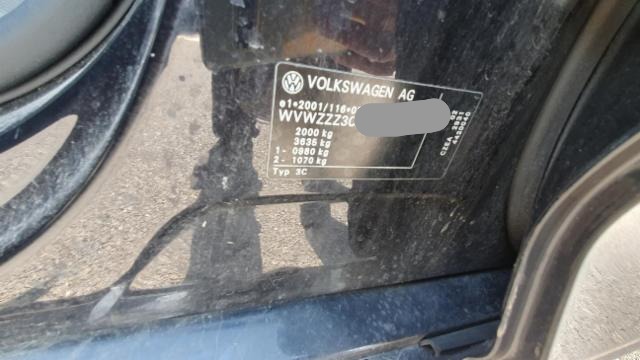 VOLKSWAGEN AG
e1*2001/116*0
WVWZZZ3C
2000 kg
3635 kg
1- 0980 kg
2- 1070 kg
Typ 3C